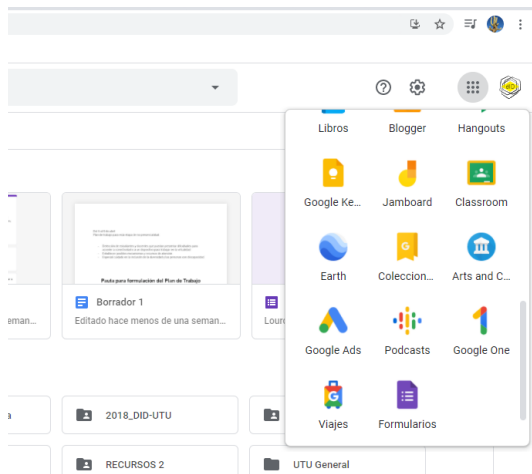 Libros
Blogger
Hangouts
Google Ke...
Jamboard
Classroom
Earth
Coleccion...
Arts and C...
Google Ads
Podcasts
Google One
Viajes
Formularios
Pauta para formulación del Plan de Trabajo
Borrador 1
eman...
Editado hace menos de una seman...
Lour
a
2018_DID-UTU
RECURSOS 2
UTU General